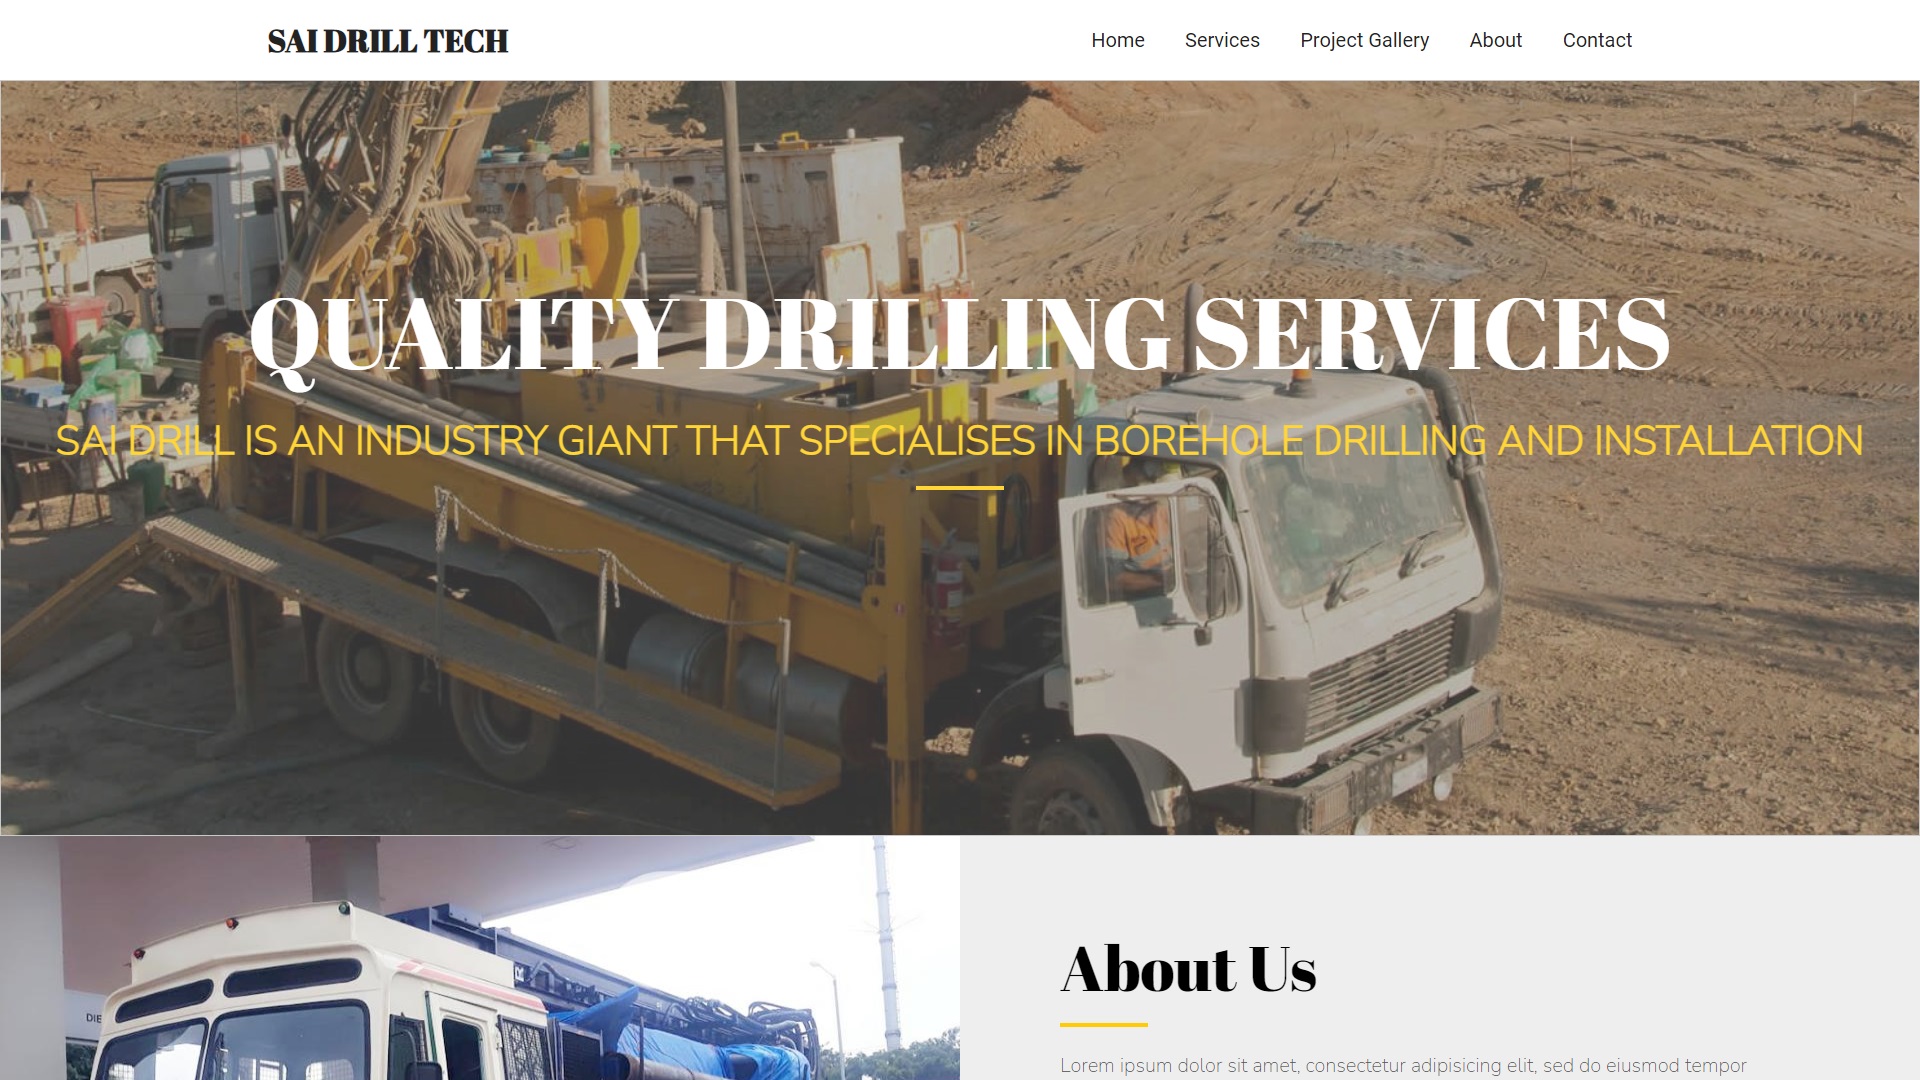 SAI DRILL TECH
Home Services Project Gallery About Contact
QUALITY DRILLING SERVICES
SAI DRILL IS AN INDUSTRY GIANT THAT SPECIALISES IN BOREHOLE DRILLING AND INSTALLATION
DIE
About Us
Lorem ipsum dolor sit amet, consectetur adipisicing elit, sed do eiusmod tempor